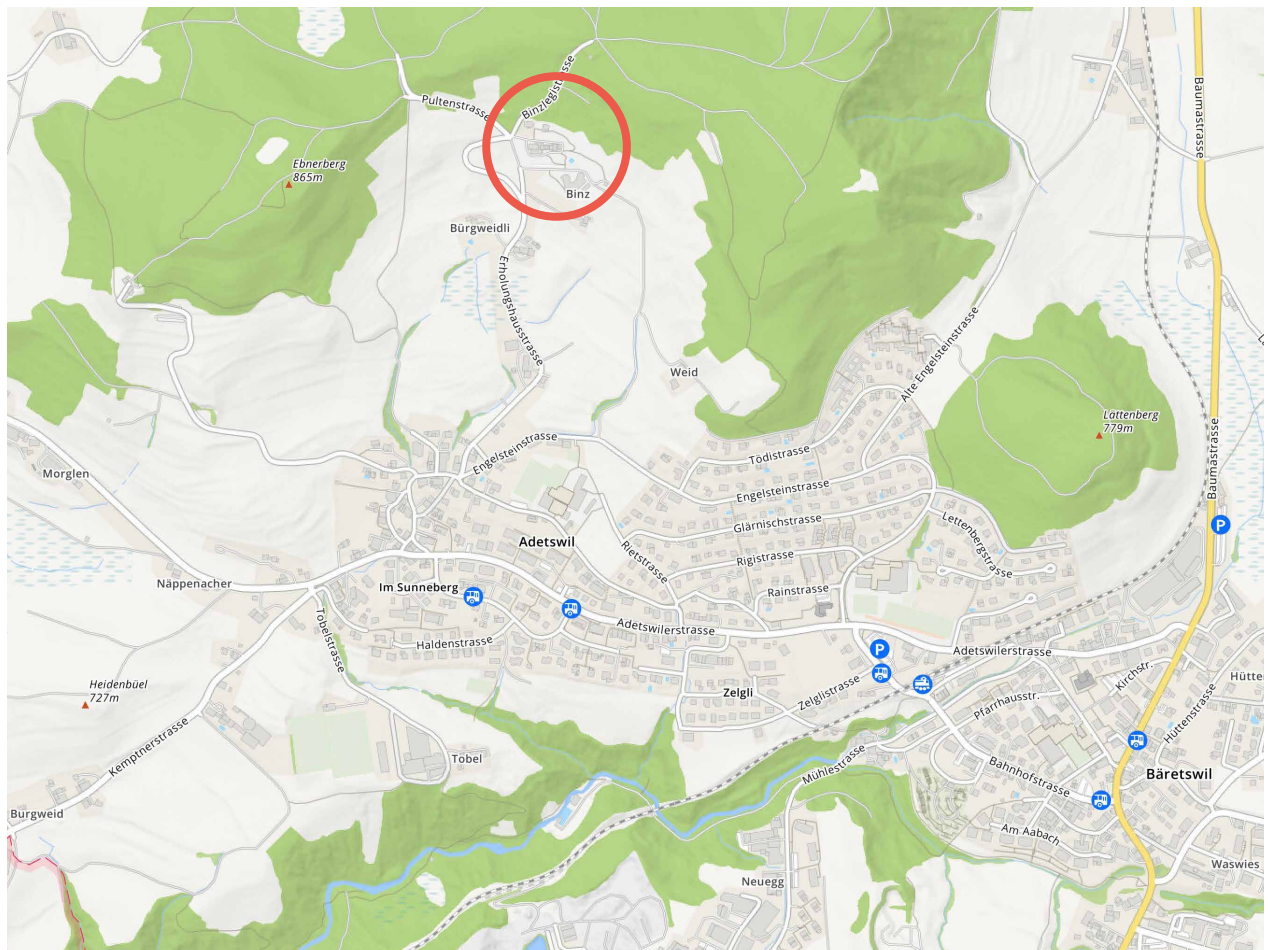 Baumastrasse
Pultenstrasse
Binzlegistrasse
Ebnerberg
865m
Binz
Bürgweidli
Erholungshausstrasse
Weid
Alte Engelsteinstrasse
Lattenberg
779m
Baumastrasse
Engelsteinstrasse
Tödistrasse
Morglen
Engelsteinstrasse
Glärnischstrasse
Lettenbergstrasse
P
Adetswil
Rietstrasse
Rigistrasse
Näppenacher
Im Sunneberg
Rainstrasse
Tobelstrasse
Haldenstrasse
Adetswilerstrasse
P
Adetswilerstrasse
Heidenbüel
727m
Zelgli
Zelglistrasse
Kirchstr.
Pfarrhausstr.
Hüttenstrasse
Kemptnerstrasse
Töbel
Mühlestrasse
Bahnhofstrasse
Bäretswil
Burgweid
Am Aabach
Waswies
Neuegg